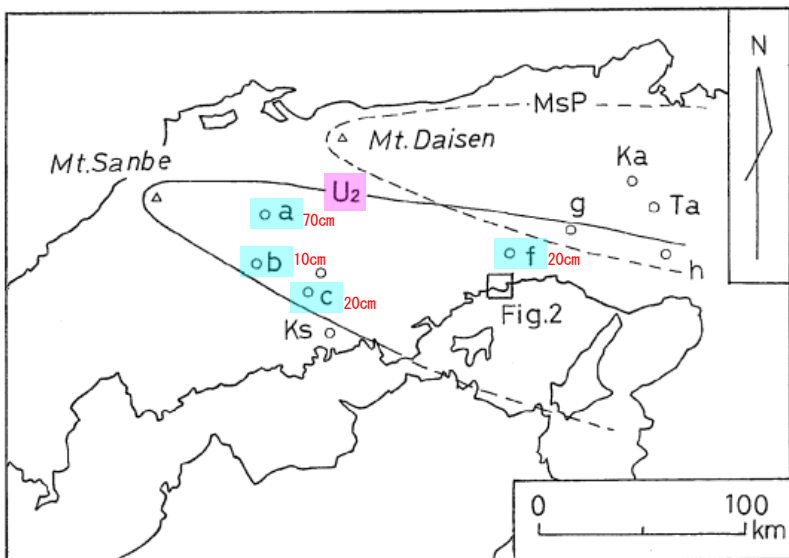 N
MsP
Mt. Daisen
Mt. Sanbe
Ka
U₂
Ta
a 70cm
g
b 10cm
f 20cm
h
c 20cm
Fig.2
Ks
0 100
km